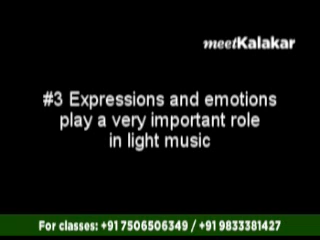 meetKalakar
#3 Expressions and emotions
play a very important role
in light music
For classes: +91 7506506349 / +91 9833381427